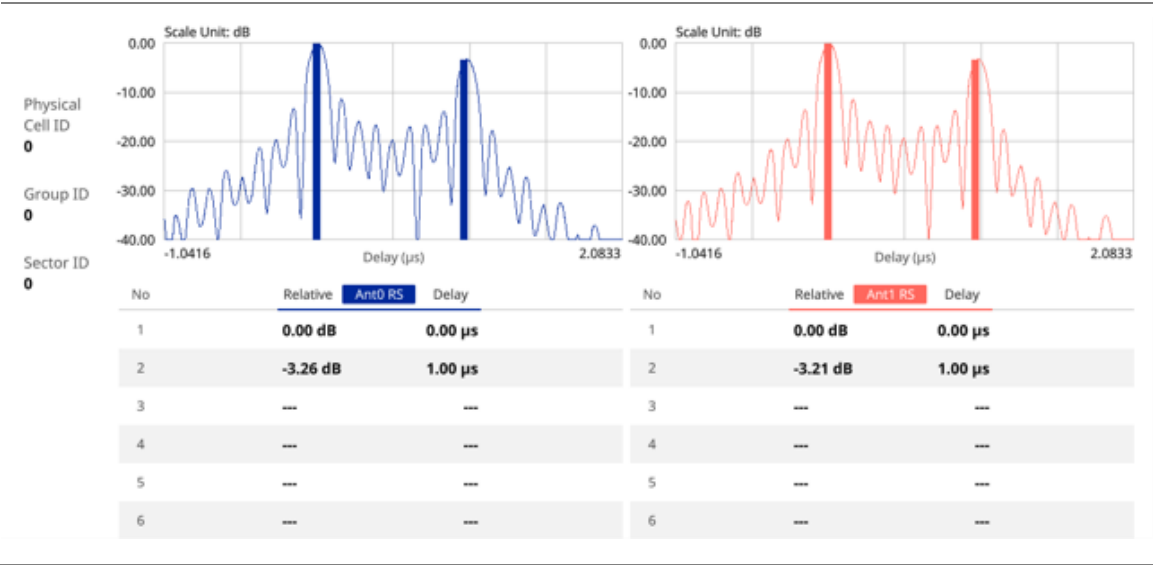 Physical
Cell ID
0
Group ID
0
Sector ID
0
Scale Unit: dB
0.00
-10.00
-20.00
-30.00
-40.00
-1.0416
Delay (µs)
2.0833
No Relative Ant0 RS Delay
1 0.00 dB 0.00 µs
2 -3.26 dB 1.00 µs
3 --- ---
4 --- ---
5 --- ---
6 --- ---
Scale Unit: dB
0.00
-10.00
-20.00
-30.00
-40.00
-1.0416
Delay (µs)
2.0833
No Relative Ant1 RS Delay
1 0.00 dB 0.00 µs
2 -3.21 dB 1.00 µs
3 --- ---
4 --- ---
5 --- ---
6 --- ---